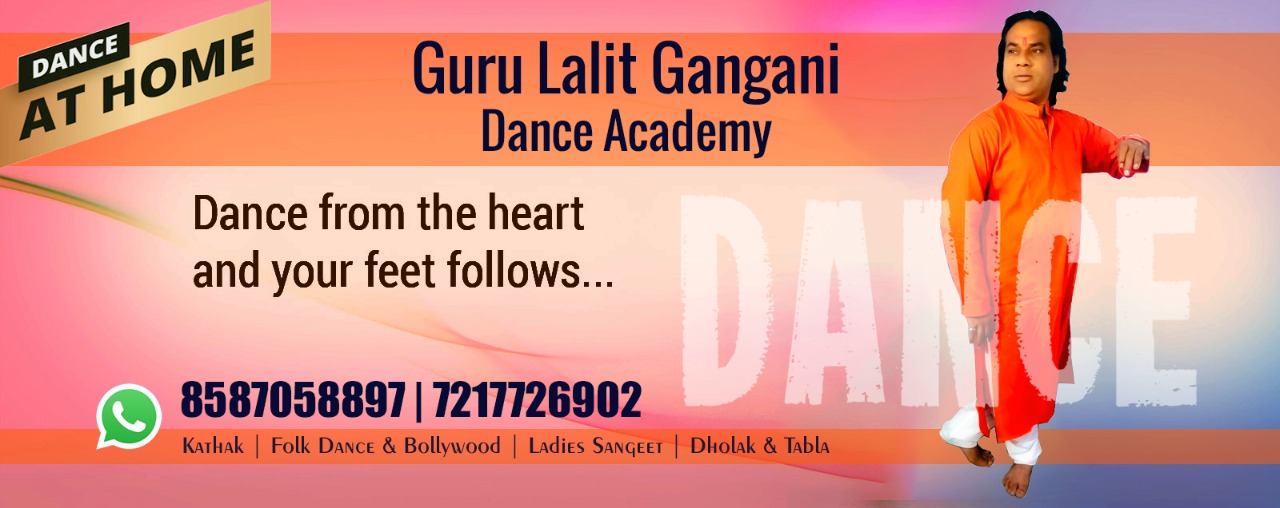 DANCE
AT HOME
Guru Lalit Gangani
Dance Academy
Dance from the heart
and your feet follows...
DANCE
8587058897 | 7217726902
Kathak | Folk Dance & Bollywood | Ladies Sangeet | Dholak & Tabla